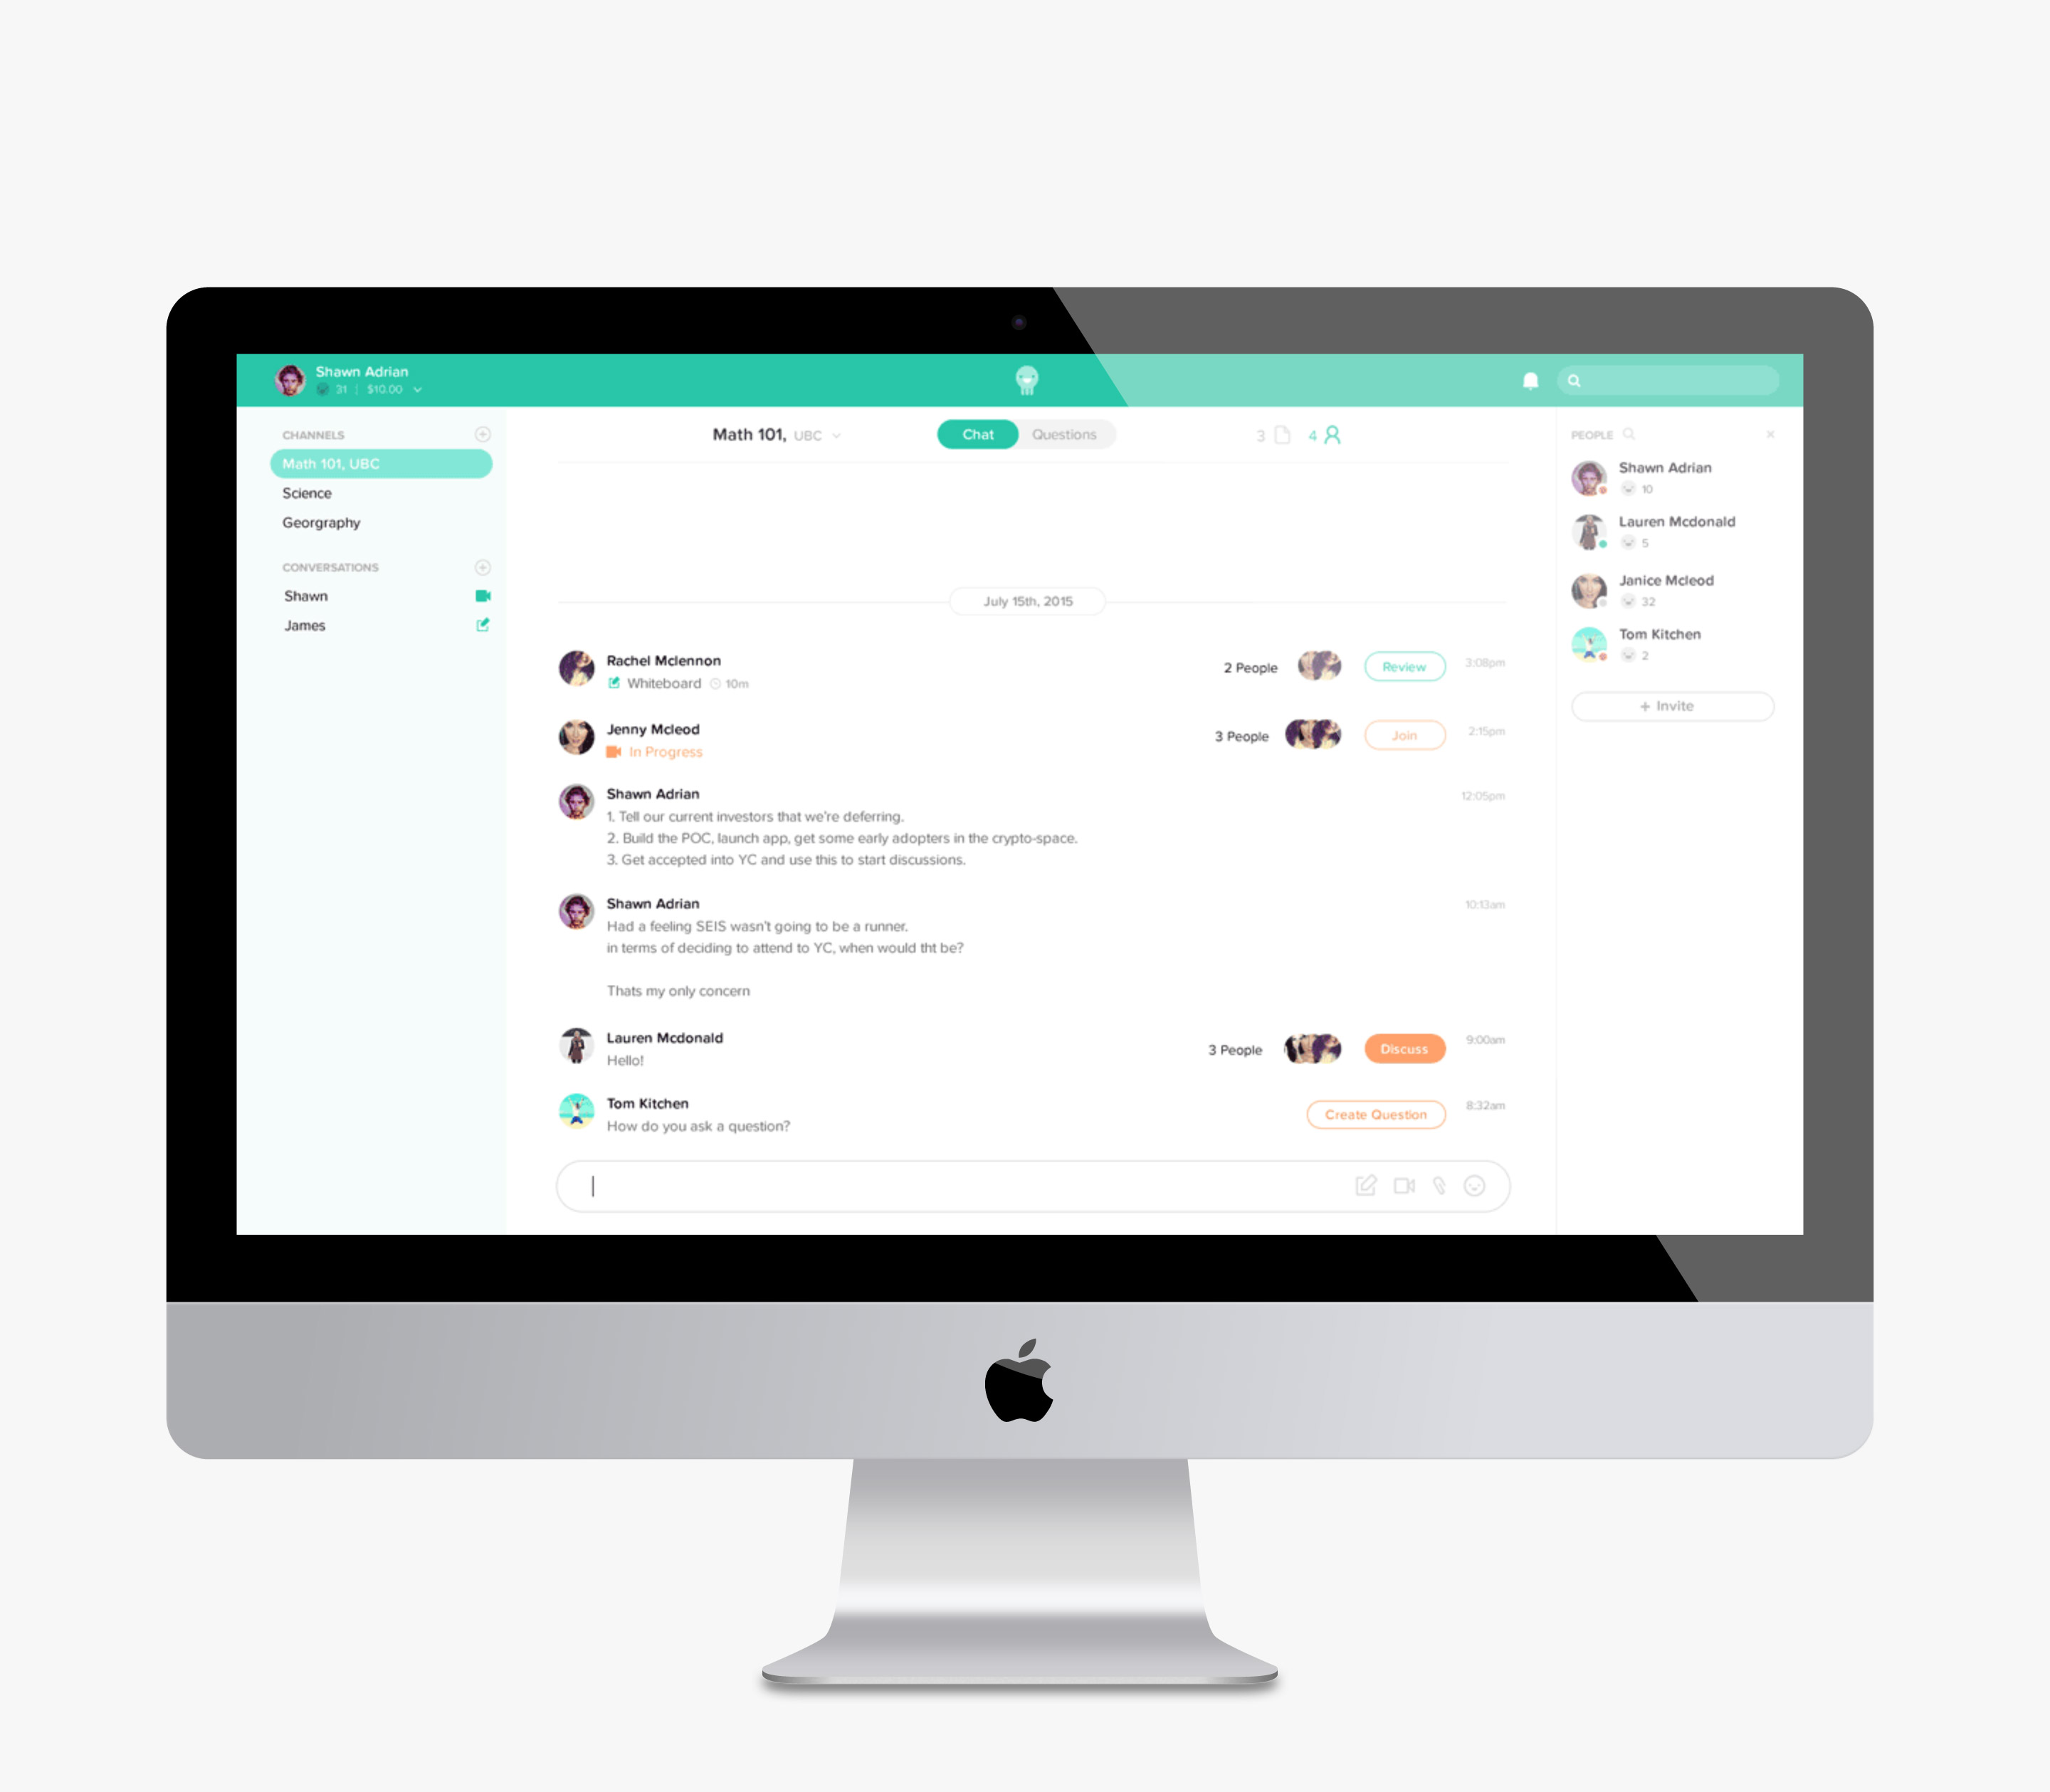 Shawn Adrian
31 | $10.00
CHANNELS
Math 101, UBC
Science
Georgraphy
CONVERSATIONS
Shawn
James
Math 101, UBC
Chat
Questions
3
4
July 15th, 2015
Rachel Mclennon
Whiteboard 10m
2 People
Review
3:08pm
Jenny Mcleod
In Progress
3 People
Join
2:15pm
Shawn Adrian
12:05pm
1. Tell our current investors that we're deferring.
2. Build the POC, launch app, get some early adopters in the crypto-space.
3. Get accepted into YC and use this to start discussions.
Shawn Adrian
10:13am
Had a feeling SEIS wasn't going to be a runner.
in terms of deciding to attend to YC, when would tht be?
Thats my only concern
Lauren Mcdonald
Hello!
3 People
Discuss
9:00am
Tom Kitchen
How do you ask a question?
Create Question
8:32am
PEOPLE
Shawn Adrian
10
Lauren Mcdonald
5
Janice Mcleod
32
Tom Kitchen
2
+ Invite